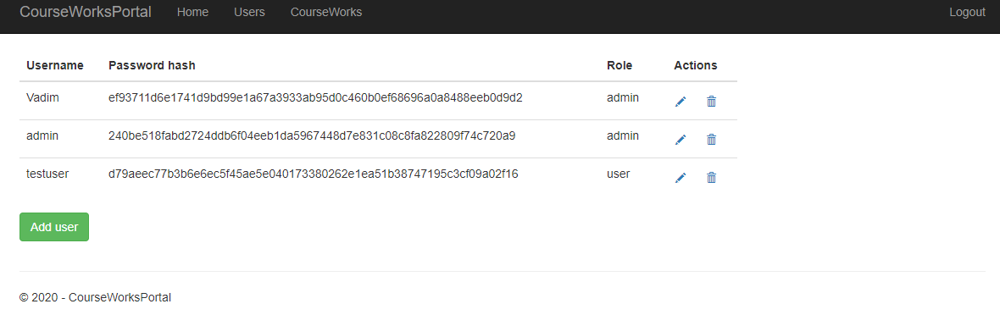 CourseWorksPortal Home Users CourseWorks Logout
Username Password hash Role Actions
Vadim ef93711d6e1741d9bd99e1a67a3933ab95d0c460b0ef68696a0a8488eeb0d9d2 admin
admin 240be518fabd2724ddb6f04eeb1da5967448d7e831c08c8fa822809f74c720a9 admin
testuser d79aeec77b3b6e6ec5f45ae5e040173380262e1ea51b38747195c3cf09a02f16 user
Add user
© 2020 - CourseWorksPortal